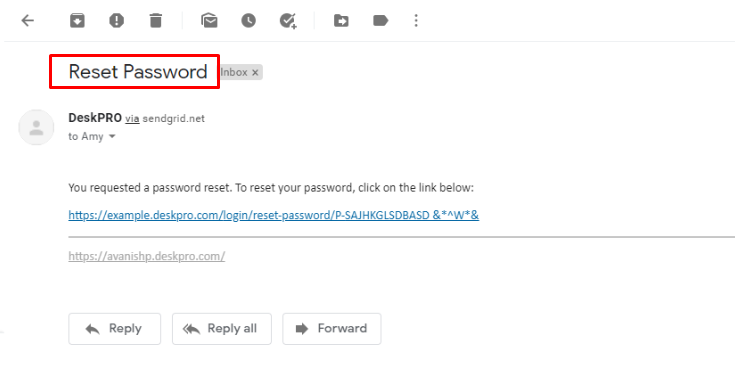 Reset Password Inbox x
DeskPRO via sendgrid.net
to Amy
You requested a password reset. To reset your password, click on the link below:
https://example.deskpro.com/login/reset-password/P-SAJHKGLSDBASD &*^W*&
https://avanishp.deskpro.com/
Reply Reply all Forward